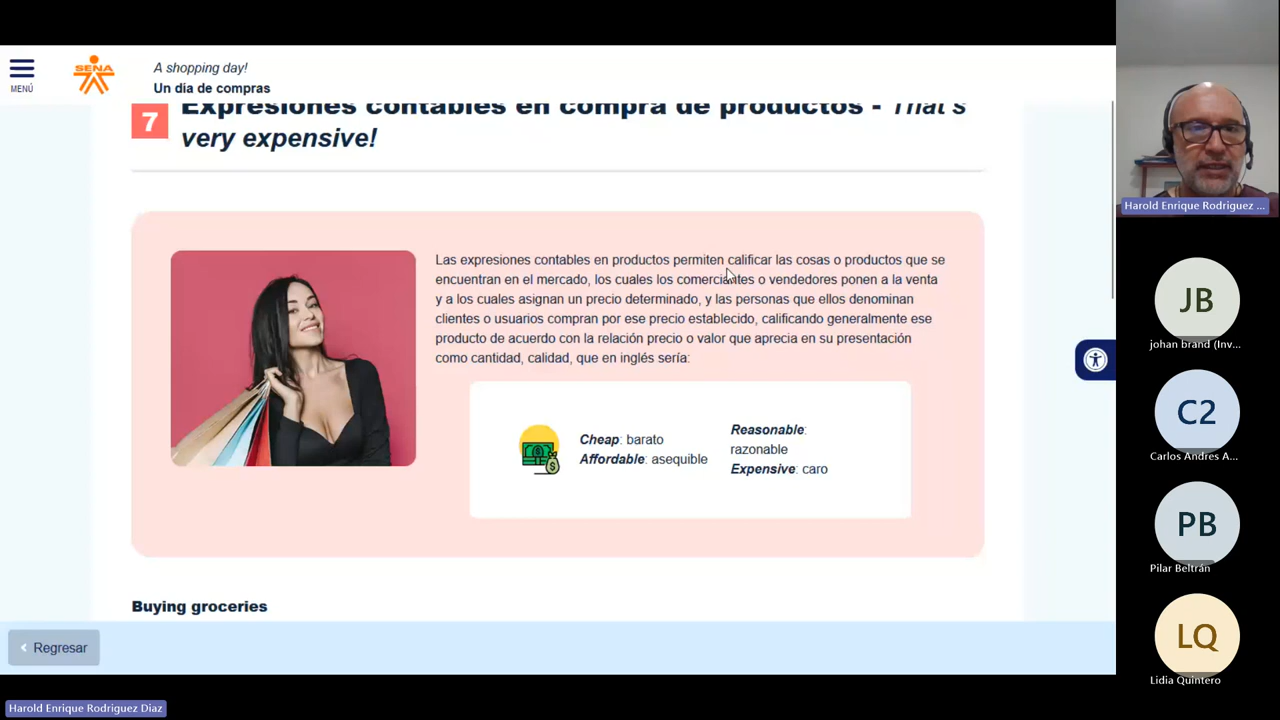 MENÚ
SENA
A shopping day!
Un dia de compras
7
Expresiones contables en compra de productos - That's
very expensive!
Las expresiones contables en productos permiten calificar las cosas o productos que se
encuentran en el mercado, los cuales los comerciantes o vendedores ponen a la venta
y a los cuales asignan un precio determinado, y las personas que ellos denominan
clientes o usuarios compran por ese precio establecido, calificando generalmente ese
producto de acuerdo con la relación precio o valor que aprecia en su presentación
como cantidad, calidad, que en inglés sería:
Cheap: barato
Affordable: asequible
Reasonable:
razonable
Expensive: caro
Buying groceries
Regresar
Harold Enrique Rodriguez Diaz
Harold Enrique Rodriguez ...
JB
johan brand (Inv...
C2
Carlos Andres A...
PB
Pilar Beltrán
LQ
Lidia Quintero